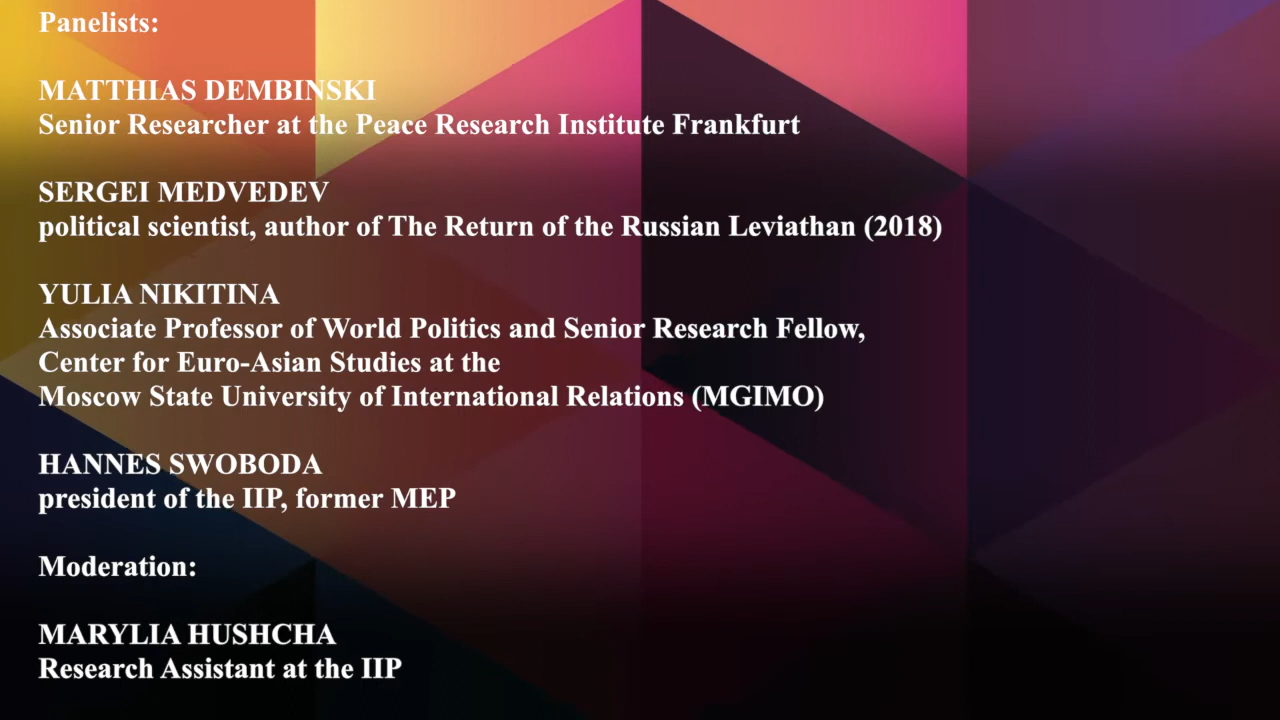 Panelists:
MATTHIAS DEMBINSKI
Senior Researcher at the Peace Research Institute Frankfurt
SERGEI MEDVEDEV
political scientist, author of The Return of the Russian Leviathan (2018)
YULIA NIKITINA
Associate Professor of World Politics and Senior Research Fellow,
Center for Euro-Asian Studies at the
Moscow State University of International Relations (MGIMO)
HANNES SWOBODA
president of the IIP, former MEP
Moderation:
MARYLIA HUSHCHA
Research Assistant at the IIP